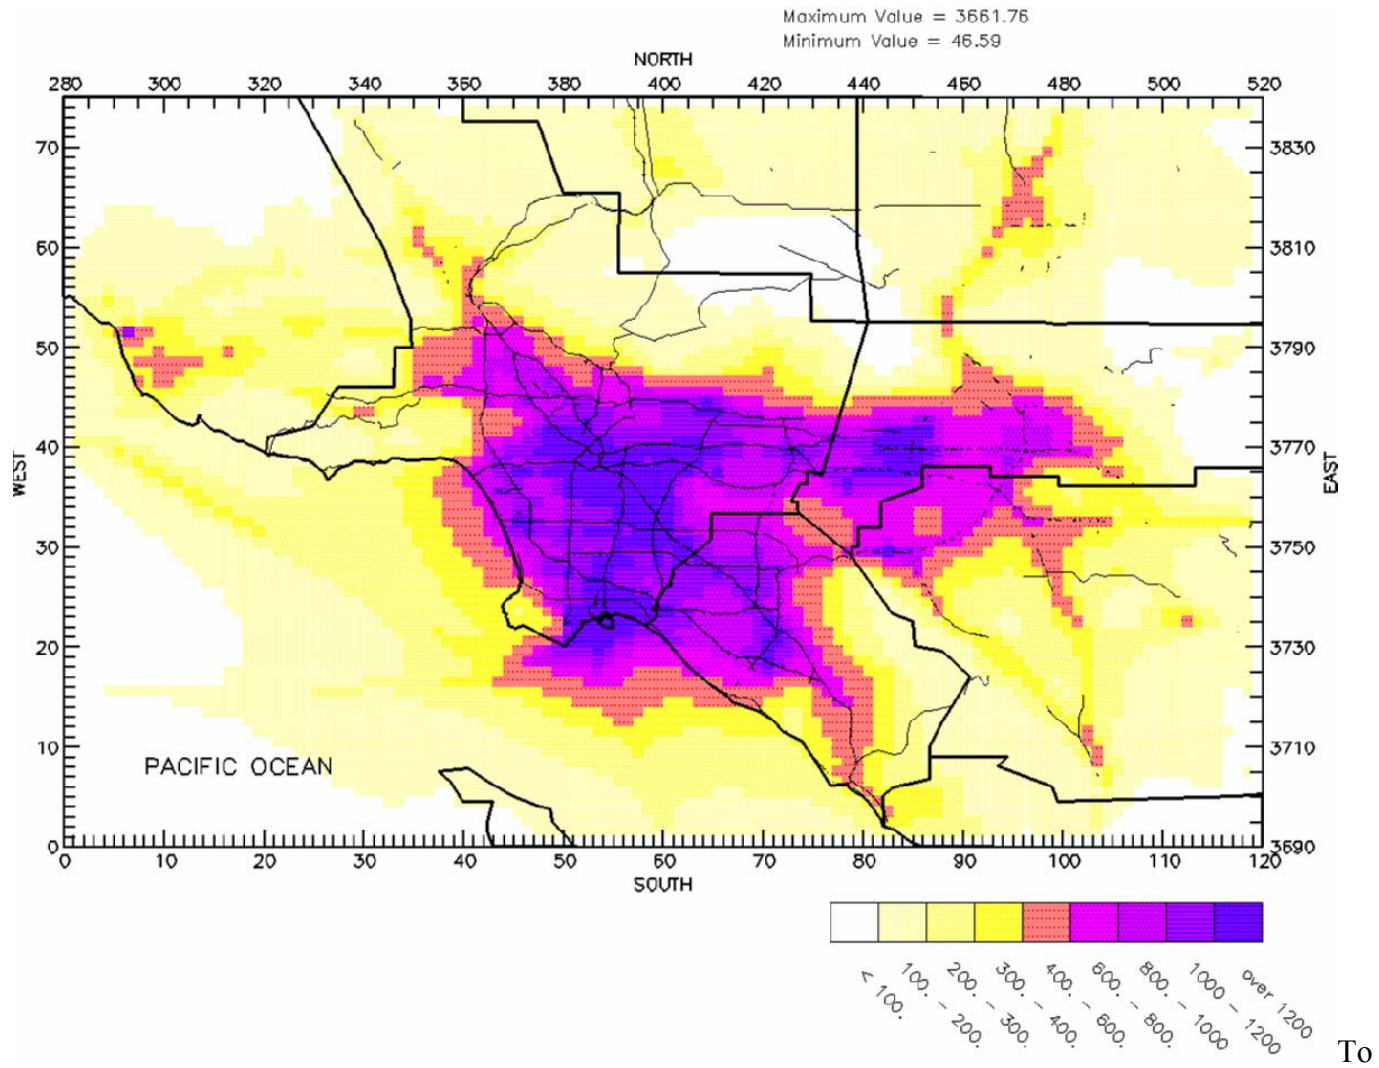 Maximum Value = 3661.76
Minimum Value = 46.59
NORTH
280 300 320 340 360 380 400 420 440 460 480 500 520
70 3830
60 3810
50 3790
40 3770
WEST EAST
30 3750
20 3730
10 3710
PACIFIC OCEAN
0 3690
0 10 20 30 40 50 60 70 80 90 100 110 120
SOUTH
< 100.
100. - 200.
200. - 300.
300. - 400.
400. - 600.
600. - 800.
800. - 1000
1000 - 1200
over 1200
To